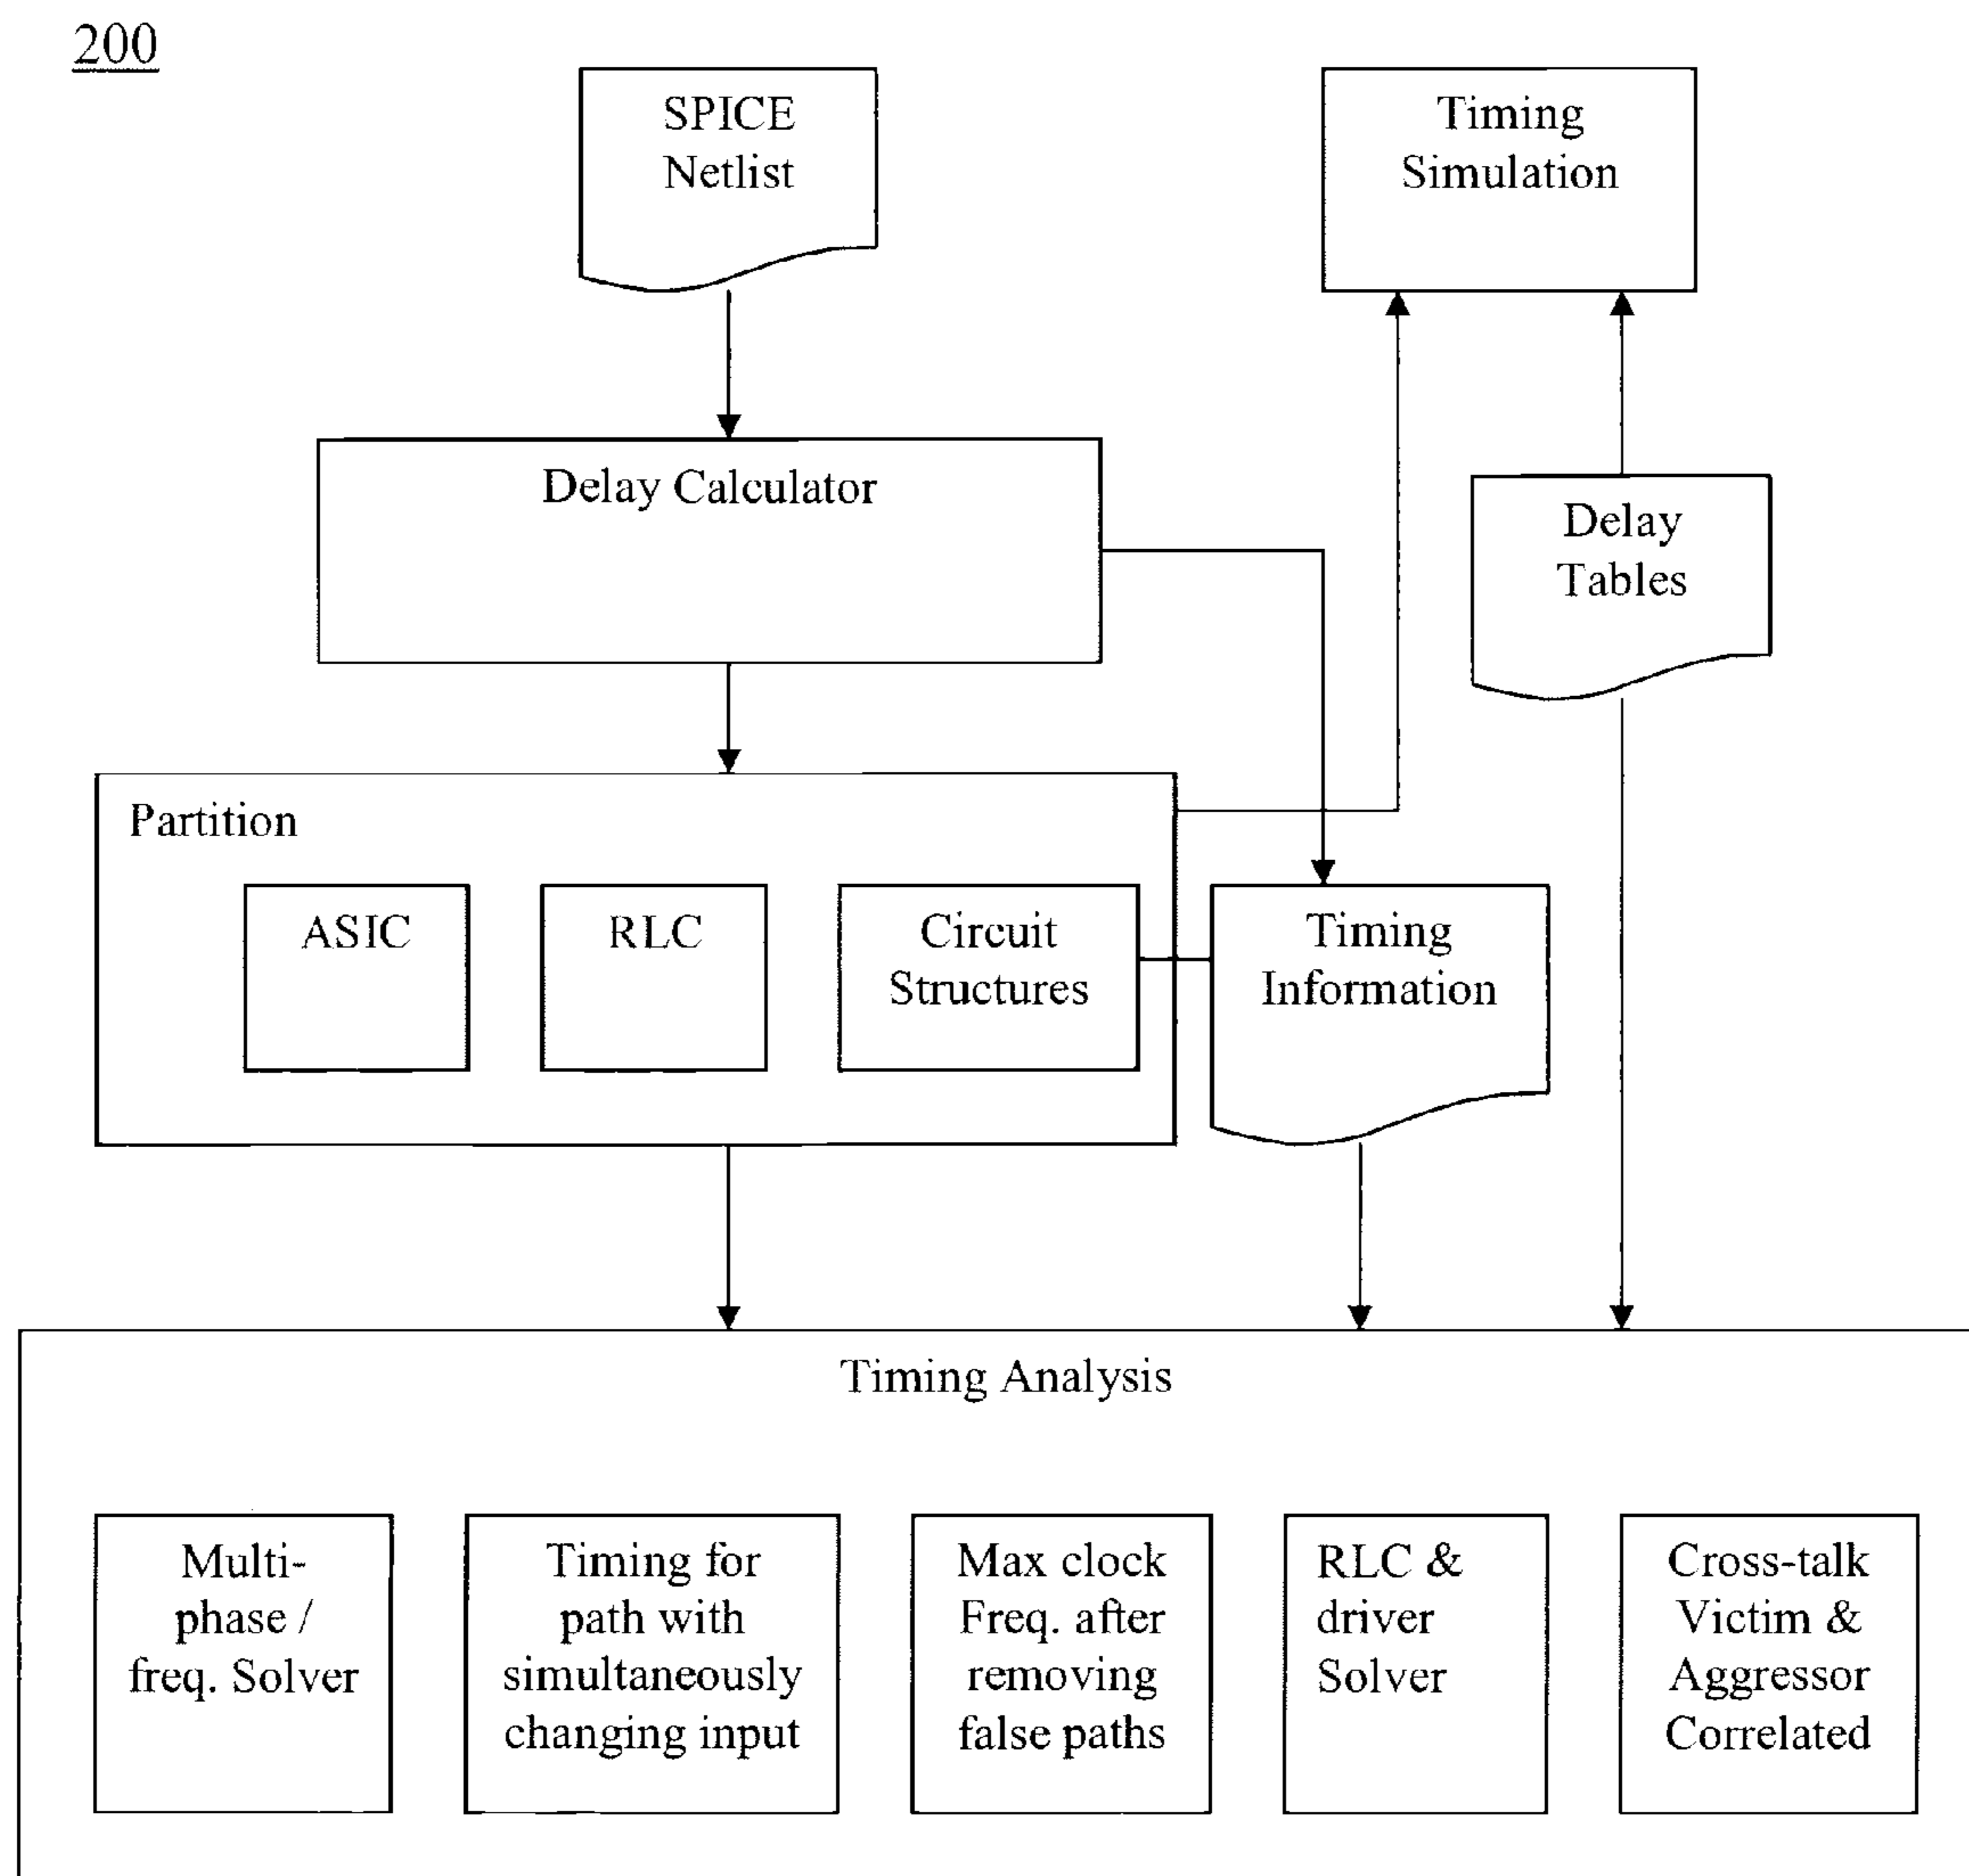 200
SPICE
Netlist
Timing
Simulation
Delay Calculator
Delay
Tables
Partition
ASIC
RLC
Circuit
Structures
Timing
Information
Timing Analysis
Multi-
phase /
freq. Solver
Timing for
path with
simultaneously
changing input
Max clock
Freq. after
removing
false paths
RLC &
driver
Solver
Cross-talk
Victim &
Aggressor
Correlated